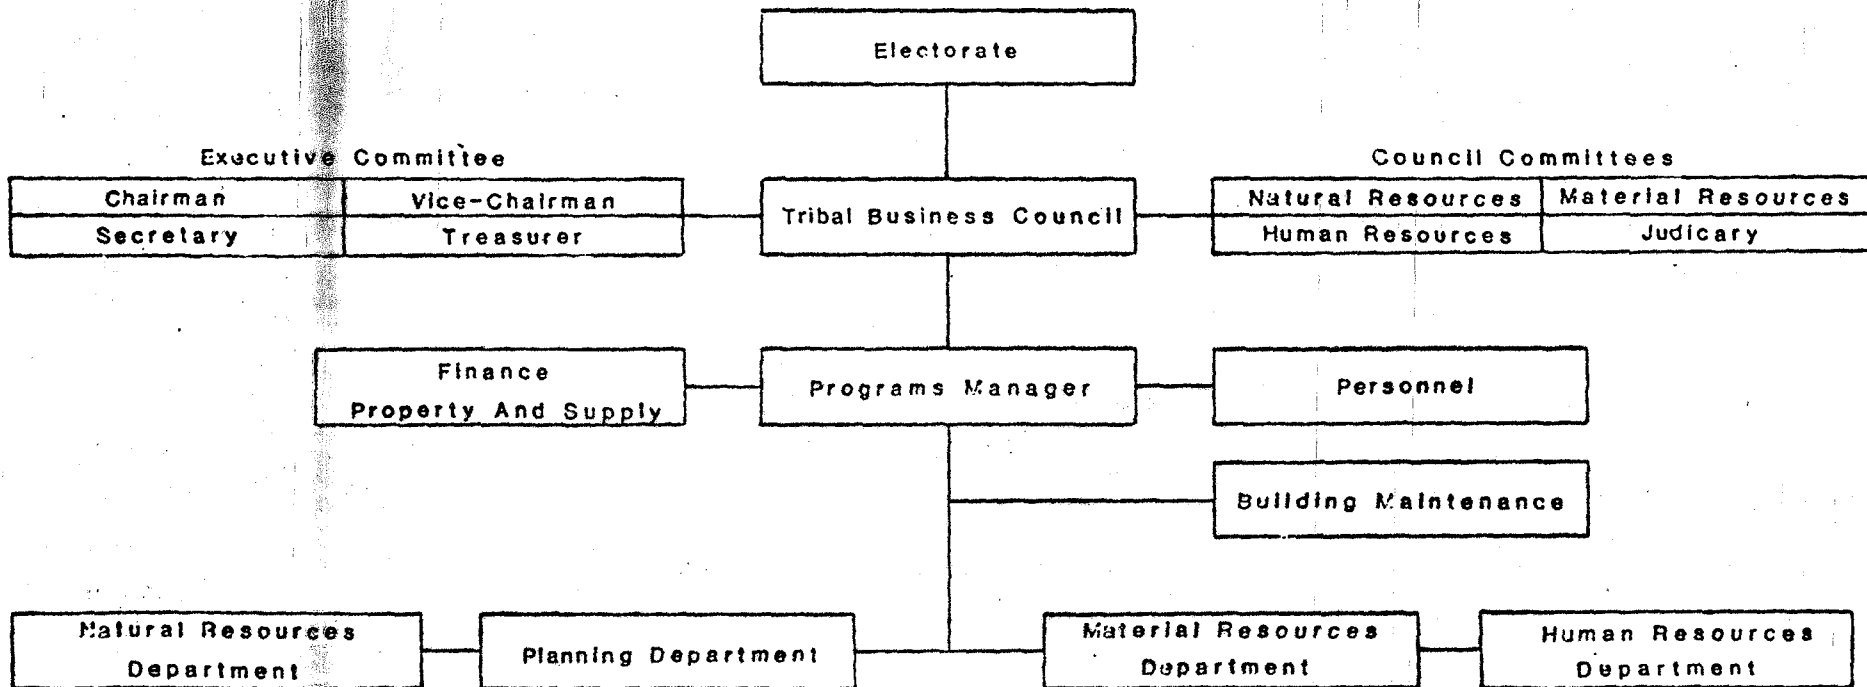 Electorate
Executive Committee
Council Committees
Chairman
Vice-Chairman
Secretary
Treasurer
Tribal Business Council
Natural Resources
Material Resources
Human Resources
Judicary
Finance
Property And Supply
Programs Manager
Personnel
Building Maintenance
Natural Resources
Department
Planning Department
Material Resources
Department
Human Resources
Department